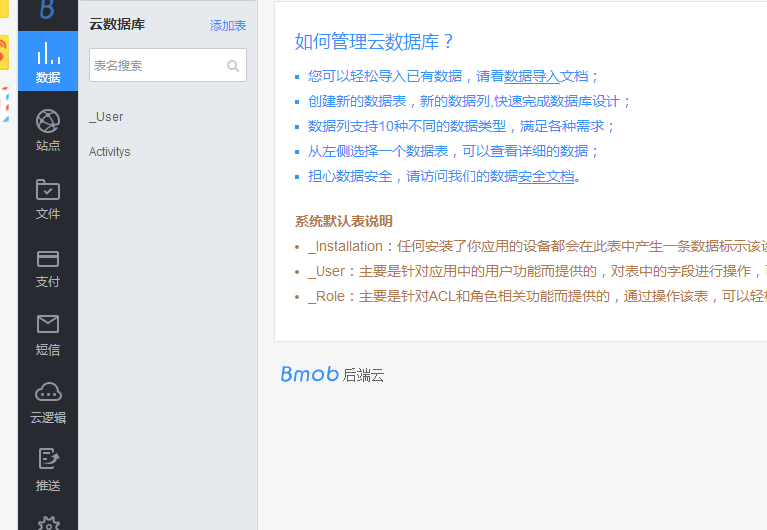 数据
站点
文件
支付
短信
云逻辑
推送
云数据库
添加表
表名搜索
_User
Activitys
如何管理云数据库？
您可以轻松导入已有数据，请看数据导入文档；
创建新的数据表，新的数据列,快速完成数据库设计；
数据列支持10种不同的数据类型，满足各种需求；
从左侧选择一个数据表，可以查看详细的数据；
担心数据安全，请访问我们的数据安全文档。
系统默认表说明
_Installation：任何安装了你应用的设备都会在此表中产生一条数据标示该设
_User：主要是针对应用中的用户功能而提供的，对表中的字段进行操作，
_Role：主要是针对ACL和角色相关功能而提供的，通过操作该表，可以轻松
Bmob 后端云